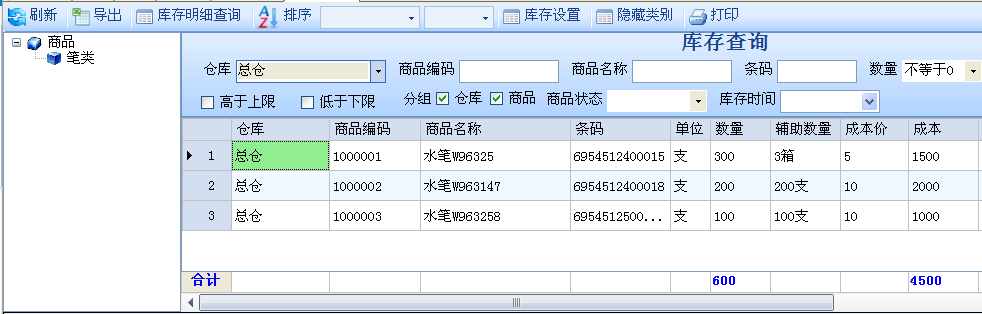 刷新 导出 库存明细查询 排序 库存设置 隐藏类别 打印
商品
笔类
库存查询
仓库 总仓 商品编码 商品名称 条码 数量 不等于0
高于上限 低于下限 分组 仓库 商品 商品状态 库存时间
仓库 商品编码 商品名称 条码 单位 数量 辅助数量 成本价 成本
1 总仓 1000001 水笔W96325 6954512400015 支 300 3箱 5 1500
2 总仓 1000002 水笔W963147 6954512400018 支 200 200支 10 2000
3 总仓 1000003 水笔W963258 6954512500... 支 100 100支 10 1000
合计 600 4500